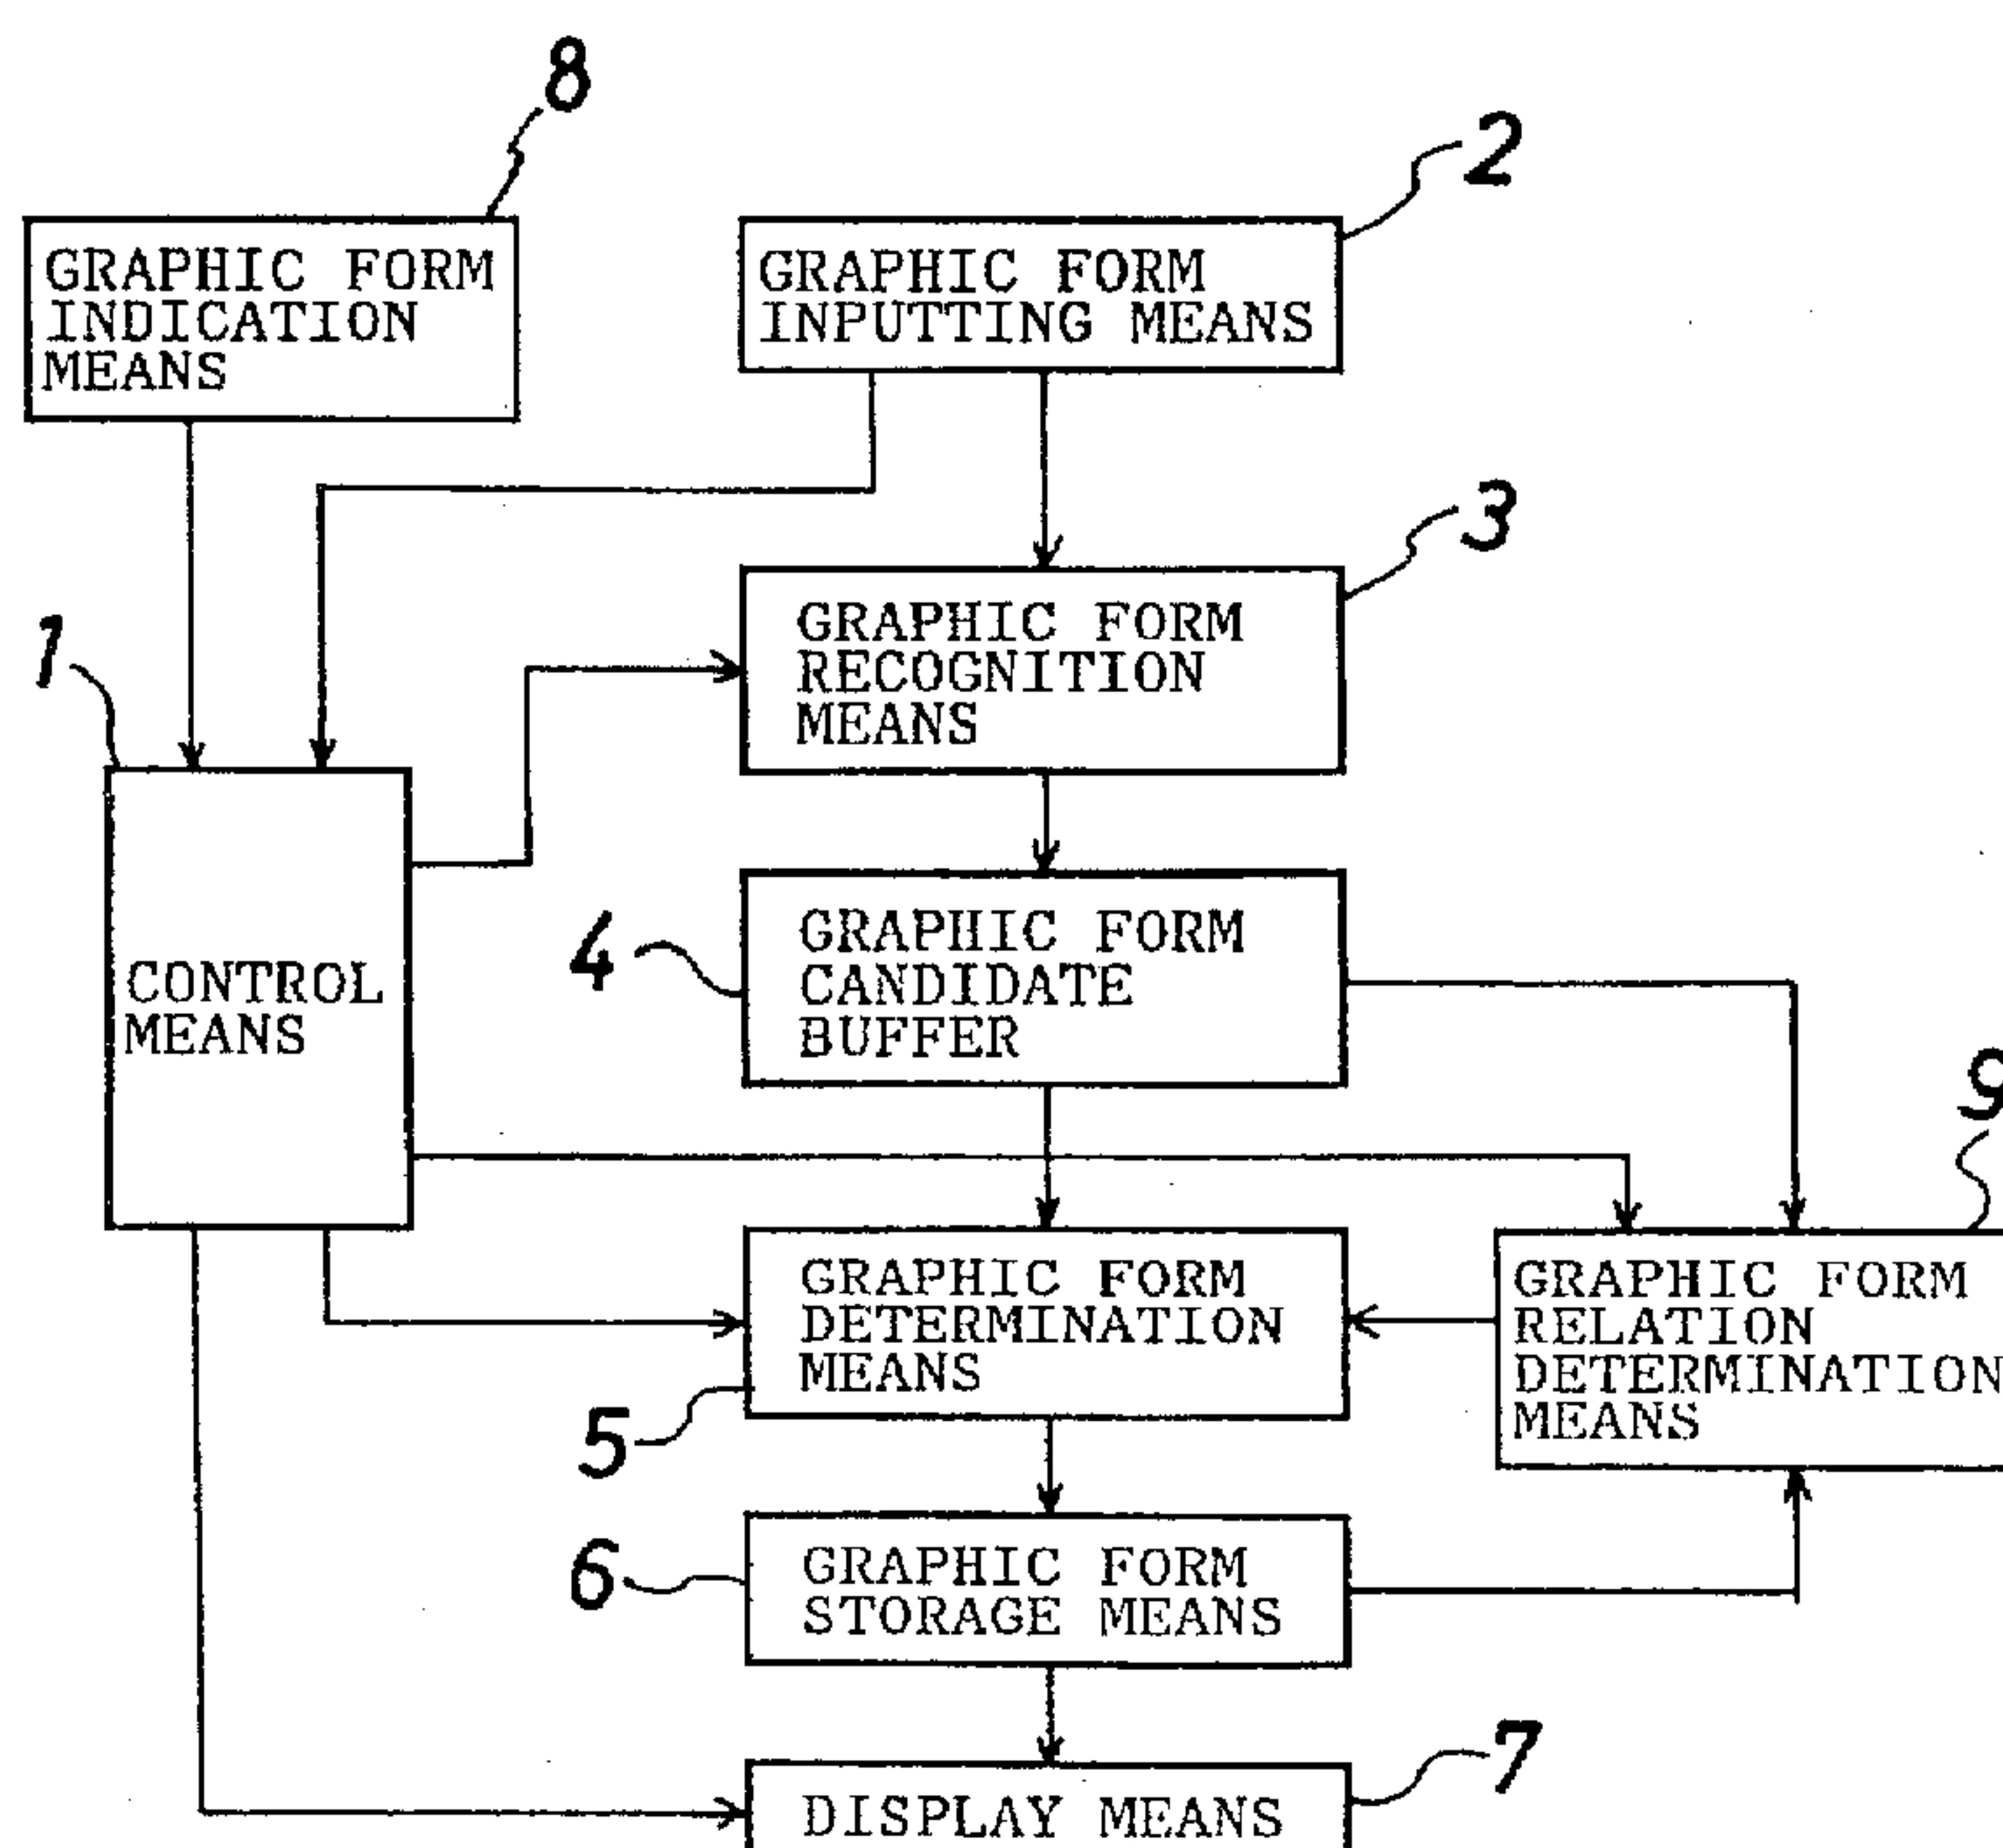 8
2
GRAPHIC FORM
INDICATION
MEANS
GRAPHIC FORM
INPUTTING MEANS
3
1
GRAPHIC FORM
RECOGNITION
MEANS
CONTROL
MEANS
4
GRAPHIC FORM
CANDIDATE
BUFFER
9
GRAPHIC FORM
DETERMINATION
MEANS
5
GRAPHIC FORM
RELATION
DETERMINATION
MEANS
6
GRAPHIC FORM
STORAGE MEANS
7
DISPLAY MEANS